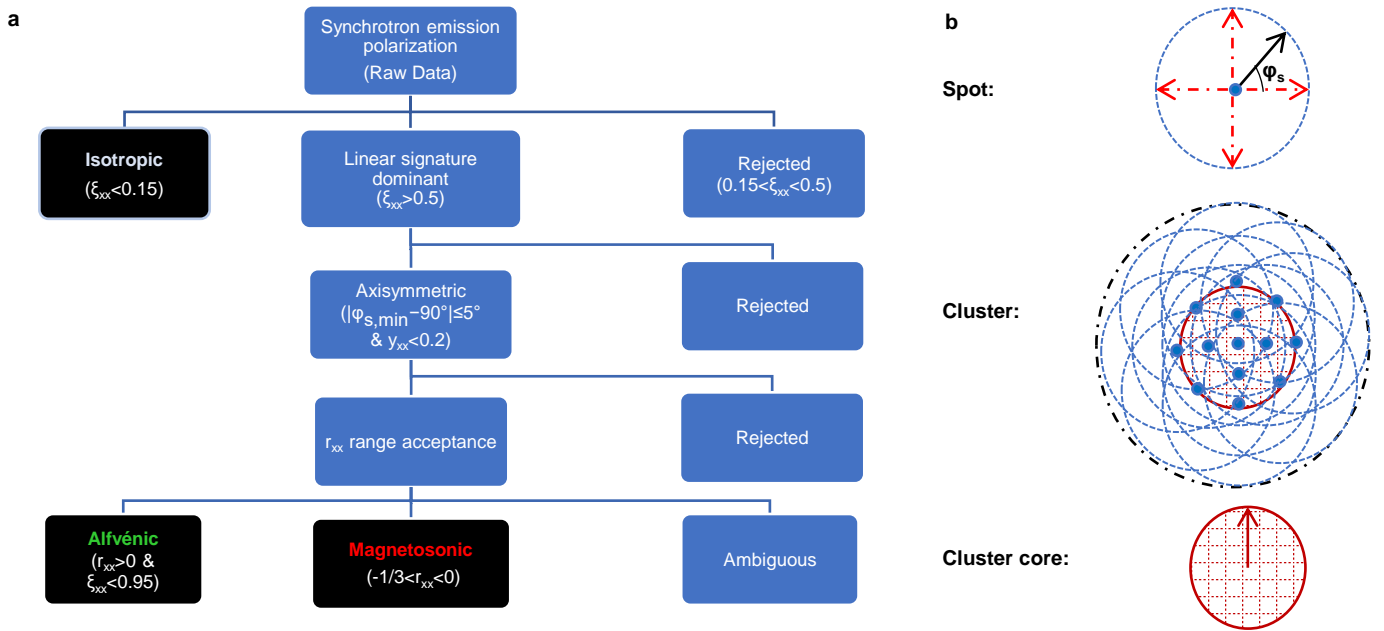 a
Synchrotron emission
polarization
(Raw Data)
Isotropic
(ξxx<0.15)
Linear signature
dominant
(ξxx>0.5)
Rejected
(0.15<ξxx<0.5)
Axisymmetric
(|φs,min−90°|≤5°
& yxx<0.2)
Rejected
rxx range acceptance
Rejected
Alfvénic
(rxx>0 &
ξxx<0.95)
Magnetosonic
(-1/3<rxx<0)
Ambiguous
b
Spot:
φs
Cluster:
Cluster core: